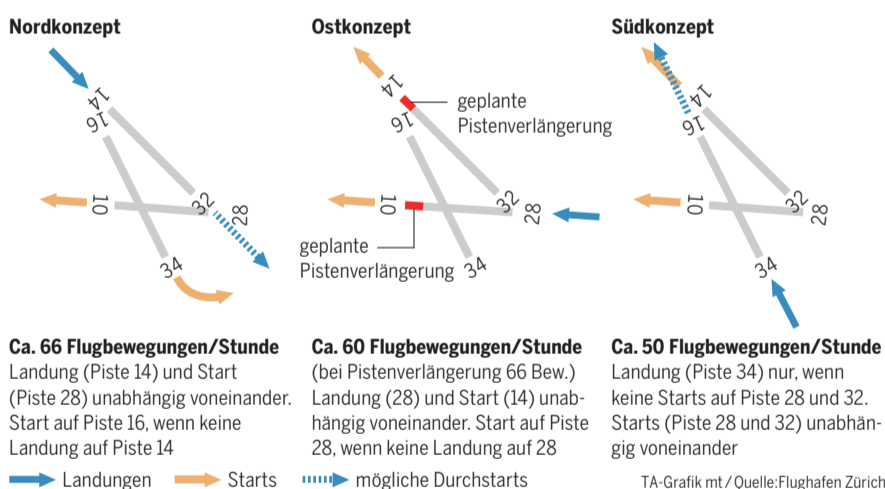 Nordkonzept
14
16
10
32
28
34
Ca. 66 Flugbewegungen/Stunde
Landung (Piste 14) und Start
(Piste 28) unabhängig voneinander.
Start auf Piste 16, wenn keine
Landung auf Piste 14
Ostkonzept
14
geplante
Pistenverlängerung
16
10
32
28
geplante
Pistenverlängerung
34
Ca. 60 Flugbewegungen/Stunde
(bei Pistenverlängerung 66 Bew.)
Landung (28) und Start (14) unab-
hängig voneinander. Start auf Piste
28, wenn keine Landung auf 28
Südkonzept
14
16
10
32
28
34
Ca. 50 Flugbewegungen/Stunde
Landung (Piste 34) nur, wenn
keine Starts auf Piste 28 und 32.
Starts (Piste 28 und 32) unabhän-
gig voneinander
Landungen
Starts
mögliche Durchstarts
TA-Grafik mt/Quelle:Flughafen Zürich